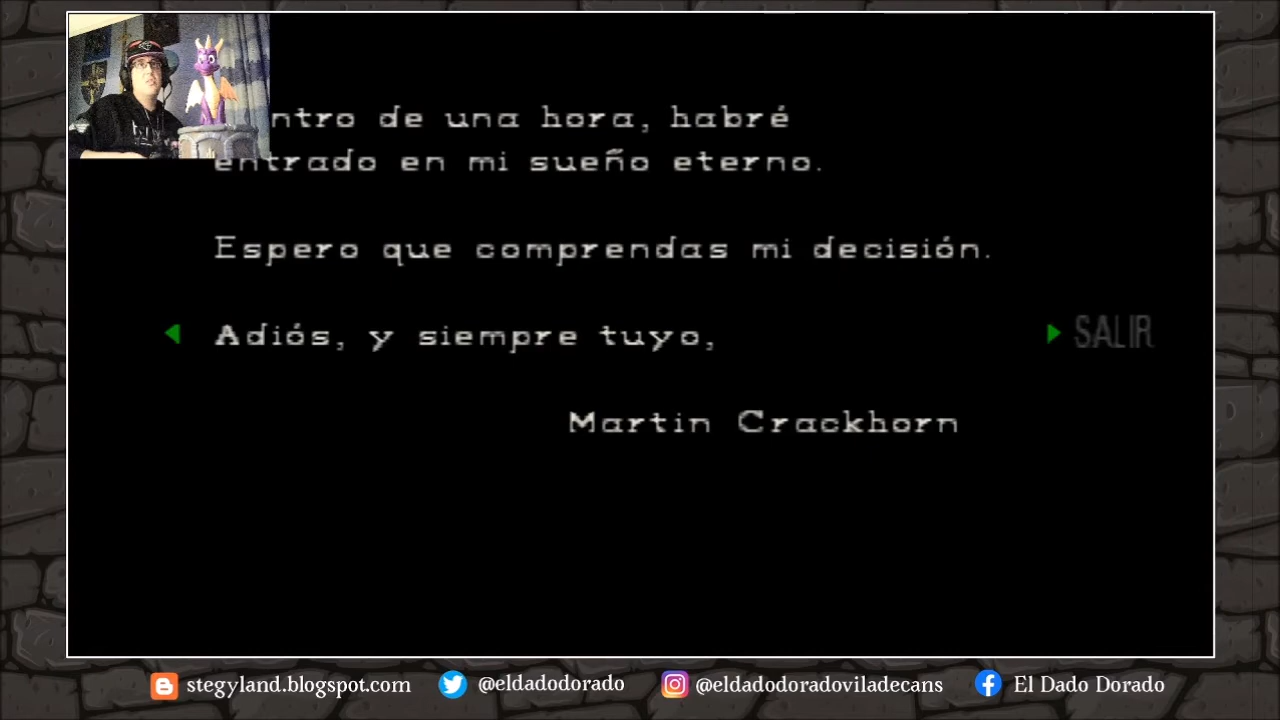 ntro de una hora, habré
entrado en mi sueño eterno.
Espero que comprendas mi decisión.
Adiós, y siempre tuyo,
SALIR
Martin Crackhorn
stegyland.blogspot.com
@eldadodorado
@eldadodoradoviladecans
El Dado Dorado